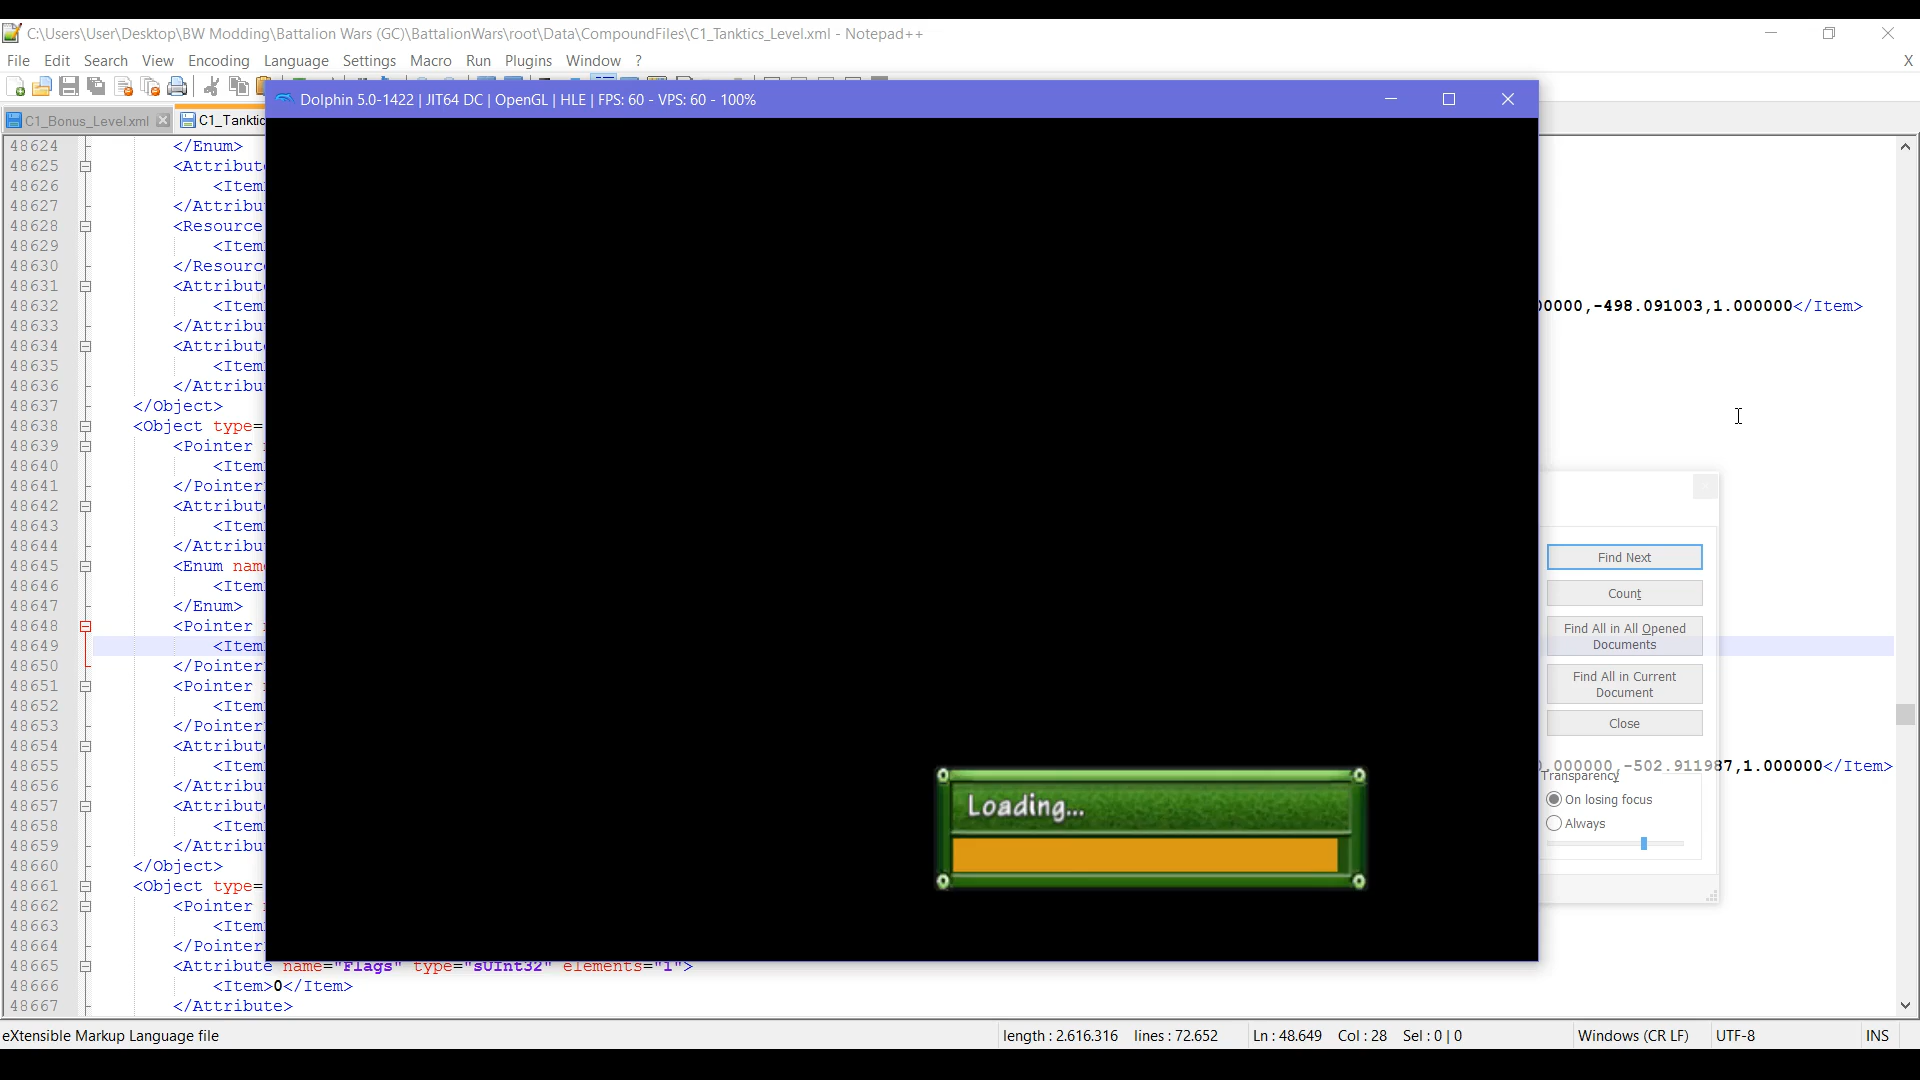 C:\Users\User\Desktop\BW Modding\Battalion Wars (GC)\BattalionWars\root\Data\CompoundFiles\C1_Tanktics_Level.xml - Notepad++
File Edit Search View Encoding Language Settings Macro Run Plugins Window ? X
Dolphin 5.0-1422 | JIT64 DC | OpenGL | HLE | FPS: 60 - VPS: 60 - 100%
C1_Bonus_Level.xml C1_Tanktic
48624 </Enum>
48625 <Attribut
48626 <Item
48627 </Attribu
48628 <Resource
48629 <Item
48630 </Resourc
48631 <Attribut
48632 <Item 0000,-498.091003,1.000000</Item>
48633 </Attribu
48634 <Attribut
48635 <Item
48636 </Attribu
48637 </Object>
48638 <Object type=
48639 <Pointer
48640 <Item
48641 </Pointer
48642 <Attribut
48643 <Item
48644 </Attribu
48645 <Enum nam
48646 <Item
48647 </Enum>
48648 <Pointer
48649 <Item
48650 </Pointer
48651 <Pointer
48652 <Item
48653 </Pointer
48654 <Attribut
48655 <Item .000000,-502.911987,1.000000</Item>
48656 </Attribu
48657 <Attribut
48658 <Item
48659 </Attribu
48660 </Object>
48661 <Object type=
48662 <Pointer
48663 <Item
48664 </Pointer
48665 <Attribute name="Flags" type="sUInt32" elements="1">
48666 <Item>0</Item>
48667 </Attribute>
Loading...
Find Next
Count
Find All in All Opened
Documents
Find All in Current
Document
Close
Transparency
On losing focus
Always
eXtensible Markup Language file length : 2.616.316 lines : 72.652 Ln : 48.649 Col : 28 Sel : 0 | 0 Windows (CR LF) UTF-8 INS